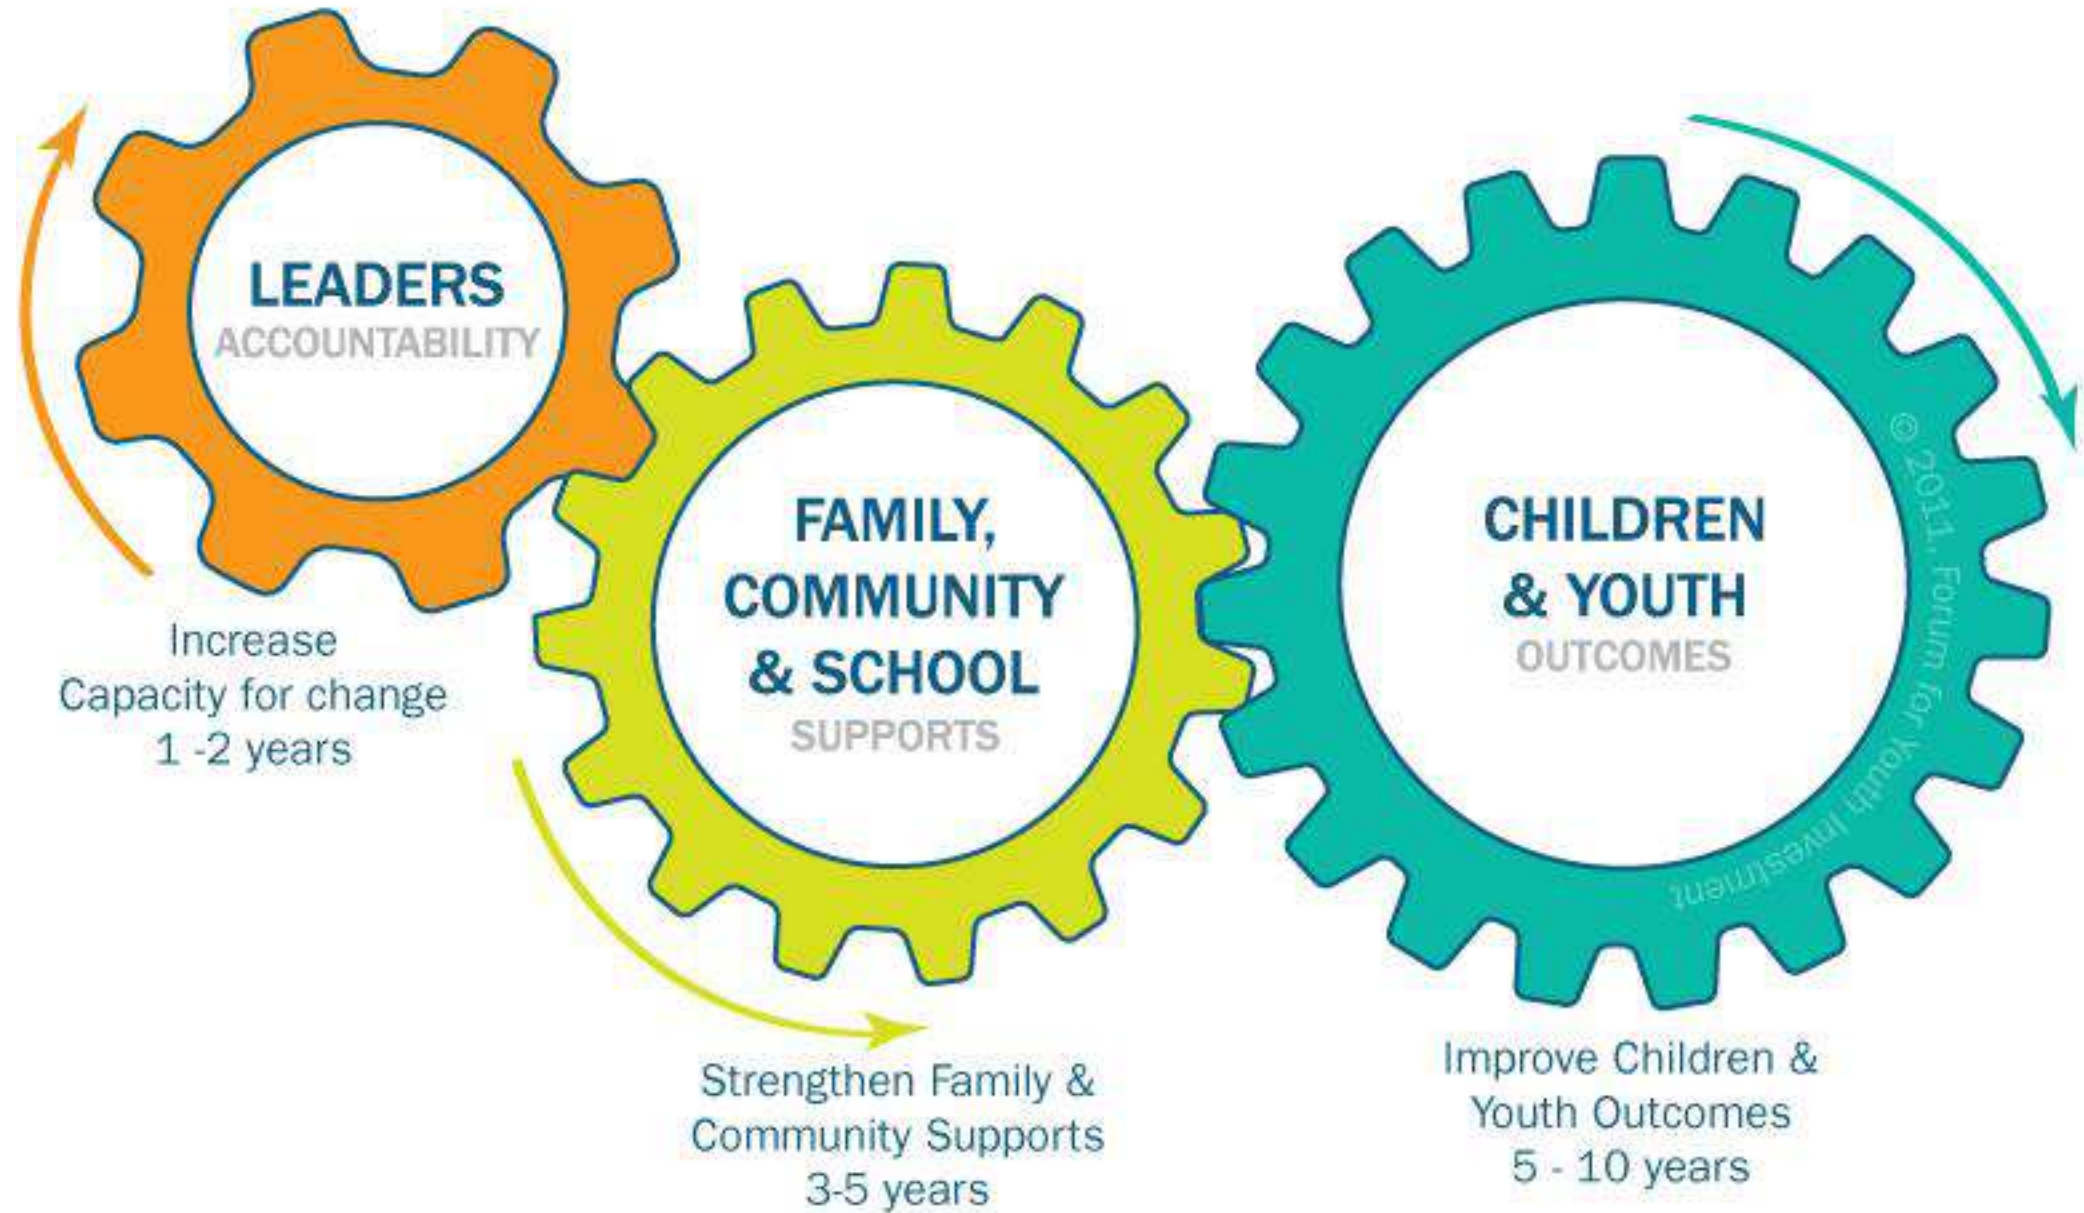 LEADERS
ACCOUNTABILITY
Increase
Capacity for change
1 -2 years
FAMILY,
COMMUNITY
& SCHOOL
SUPPORTS
Strengthen Family &
Community Supports
3-5 years
CHILDREN
& YOUTH
OUTCOMES
© 2011, Forum for Youth Investment
Improve Children &
Youth Outcomes
5 - 10 years